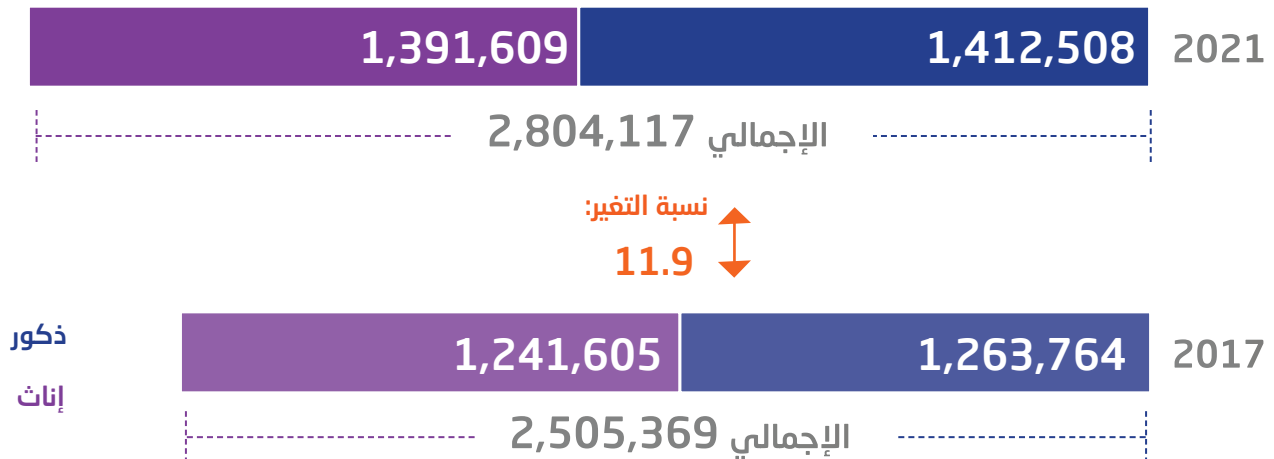 2021 1,412,508 1,391,609
الإجمالي 2,804,117
نسبة التغير:
11.9
2017 1,263,764 1,241,605
ذكور
إناث
الإجمالي 2,505,369